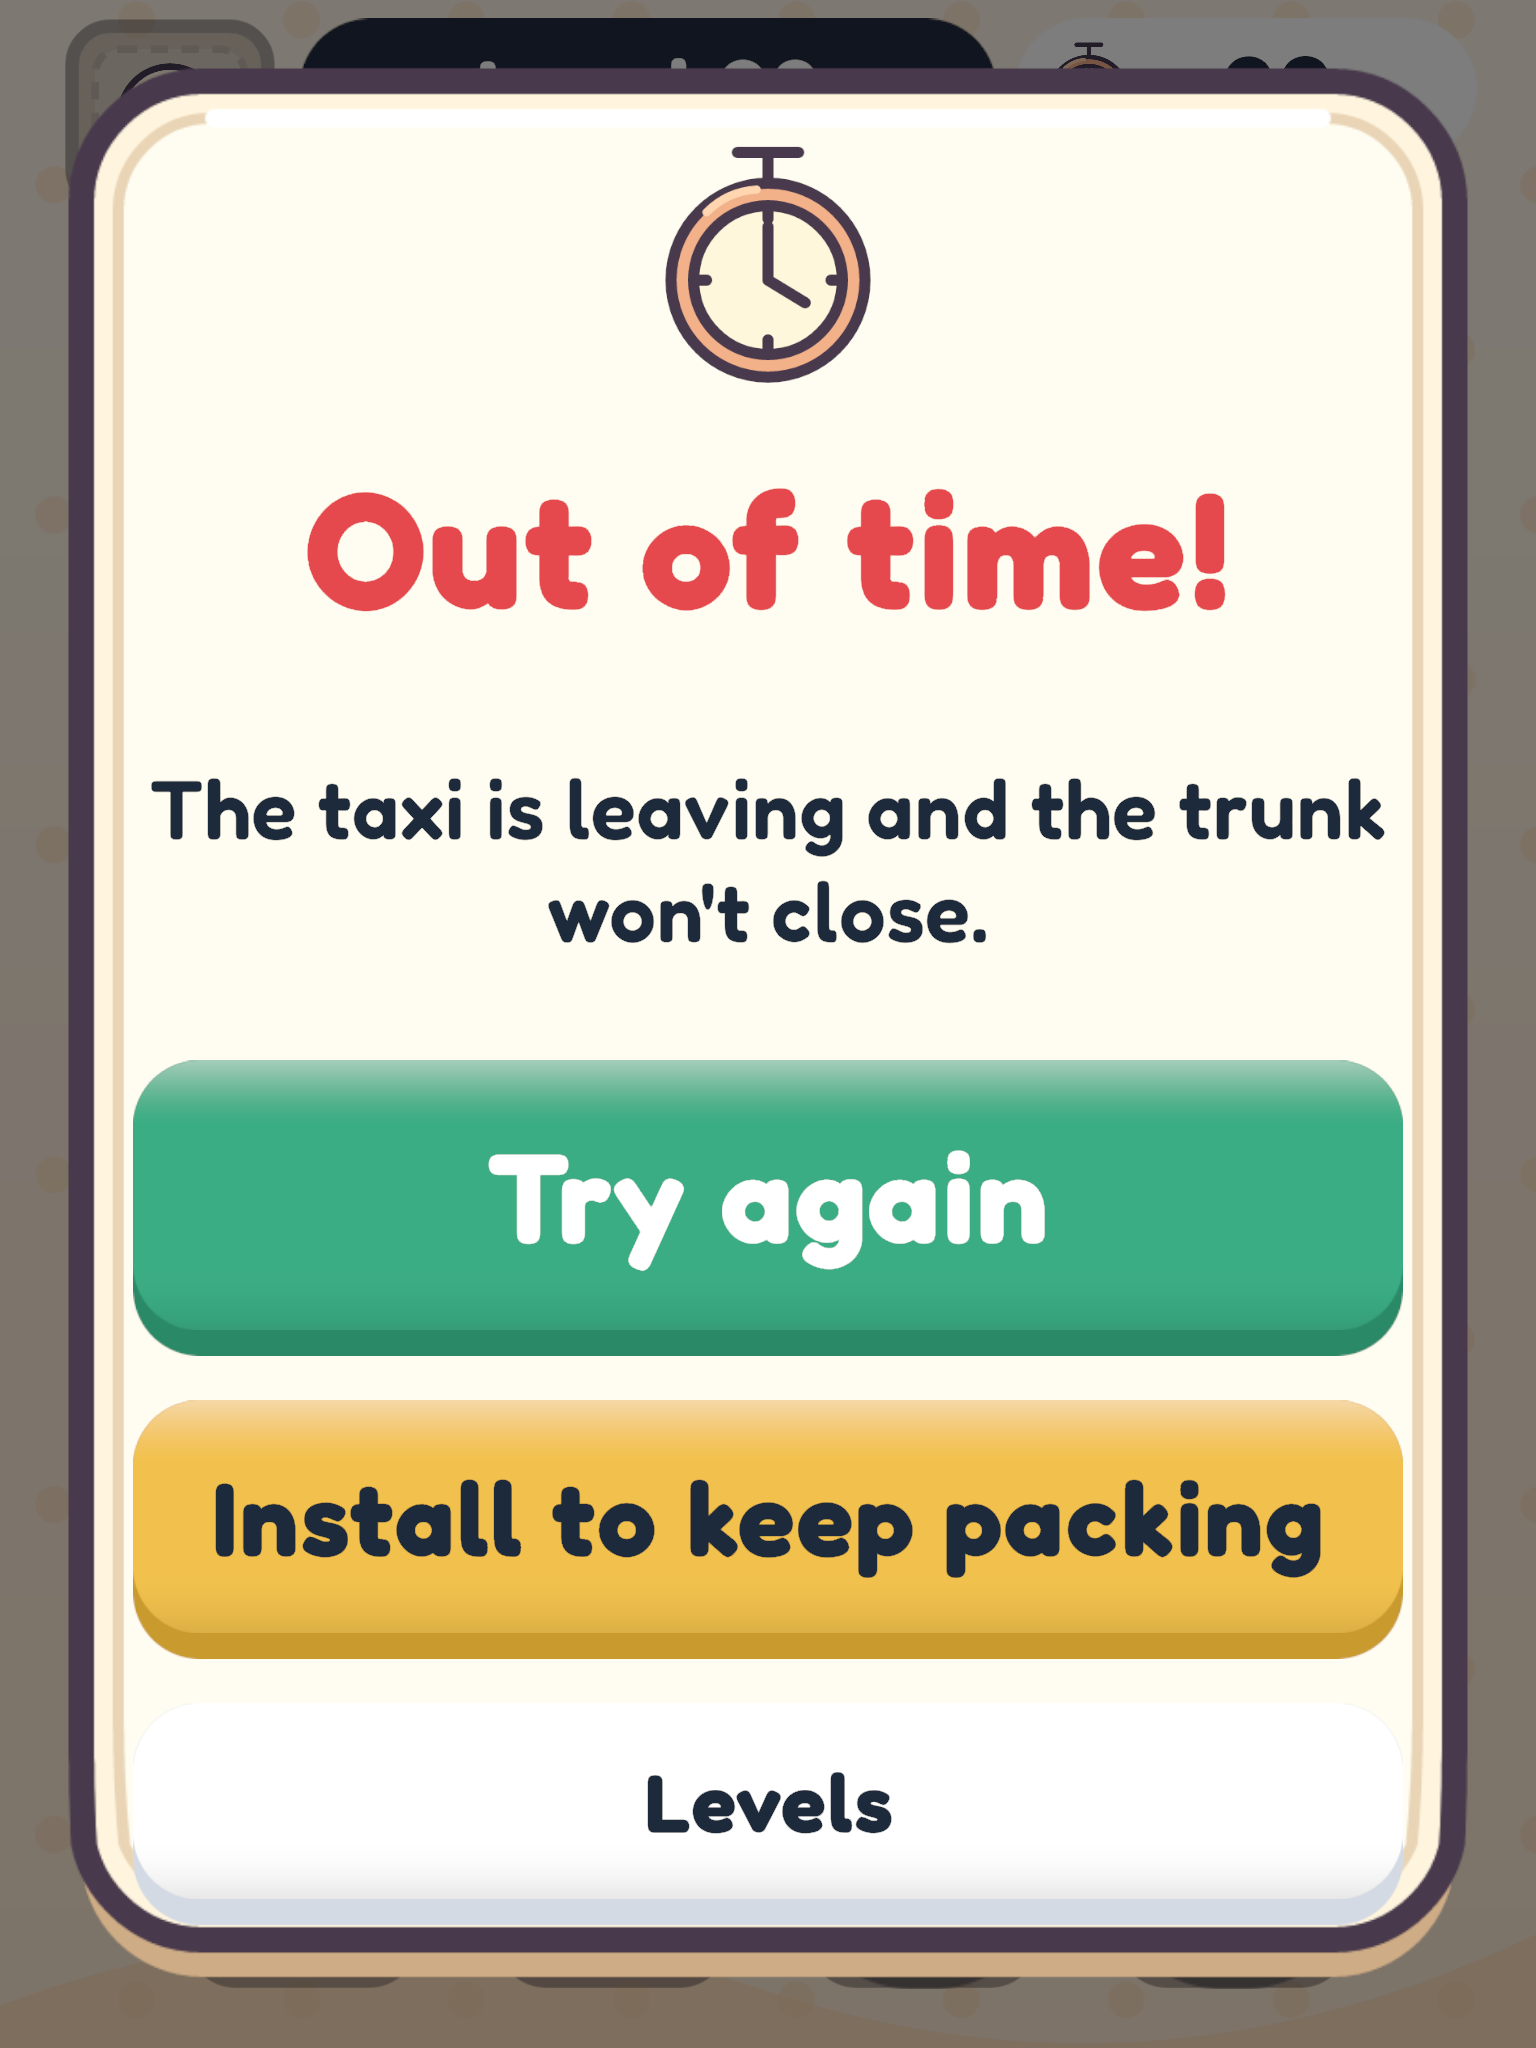 Out of time!
The taxi is leaving and the trunk
won't close.
Try again
Install to keep packing
Levels